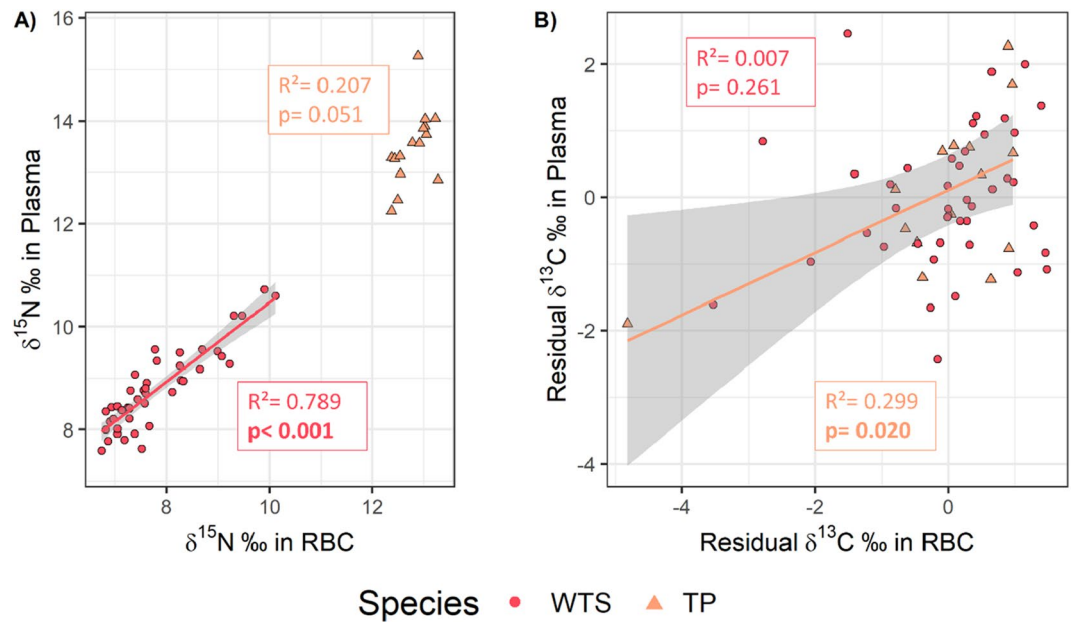 A)
16
14
12
10
8
δ15N ‰ in Plasma
R²= 0.207
p= 0.051
R²= 0.789
p< 0.001
8
10
12
δ15N ‰ in RBC
B)
2
0
-2
-4
Residual δ13C ‰ in Plasma
R²= 0.007
p= 0.261
R²= 0.299
p= 0.020
-4
-2
0
Residual δ13C ‰ in RBC
Species WTS TP